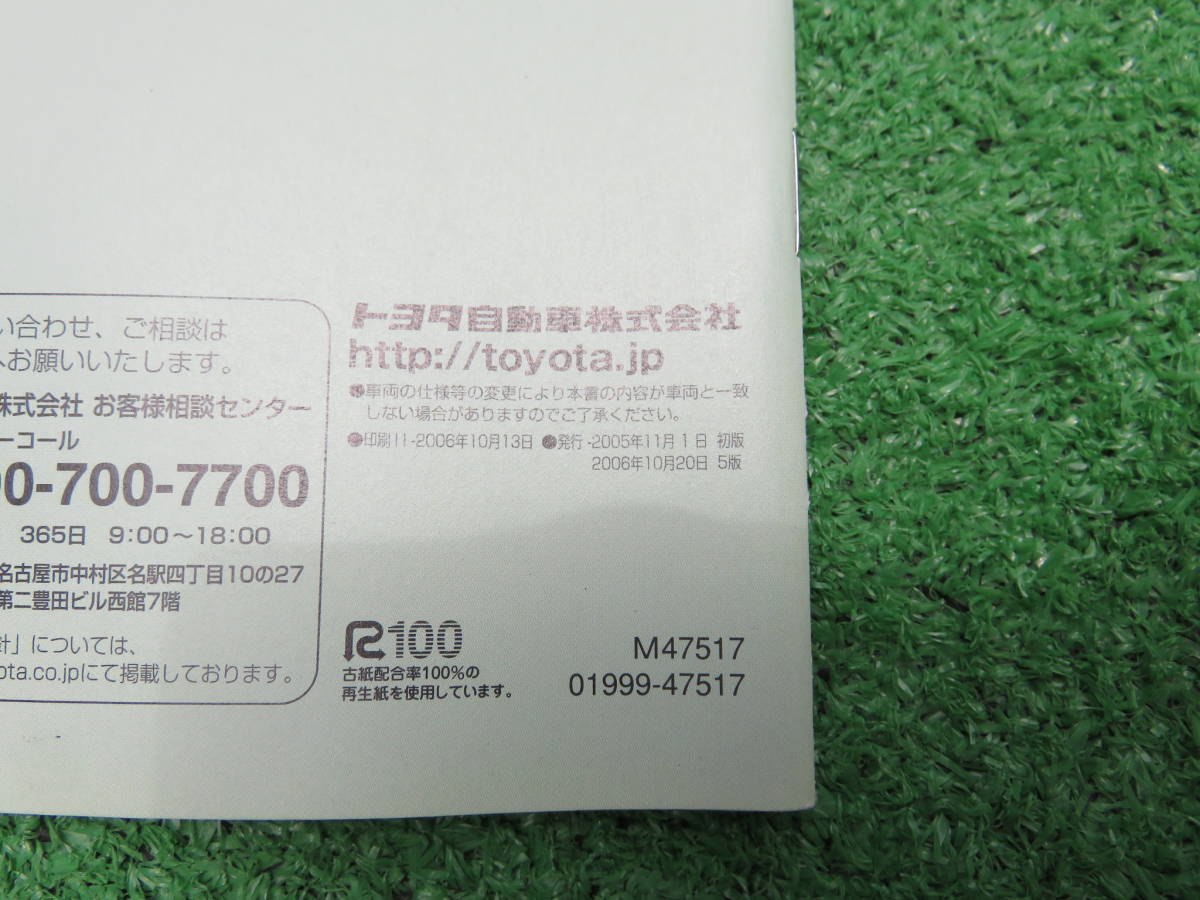 い合わせ、ご相談は
へお願いいたします。
株式会社 お客様相談センター
ーコール
00-700-7700
365日 9:00～18:00
名古屋市中村区名駅四丁目10の27
第二豊田ビル西館7階
針」については、
ota.co.jpにて掲載しております。
トヨタ自動車株式会社
http://toyota.jp
●車両の仕様等の変更により本書の内容が車両と一致
しない場合がありますのでご了承ください。
●印刷II-2006年10月13日 ●発行-2005年11月1日 初版
2006年10月20日 5版
R100
古紙配合率100%の
再生紙を使用しています。
M47517
01999-47517